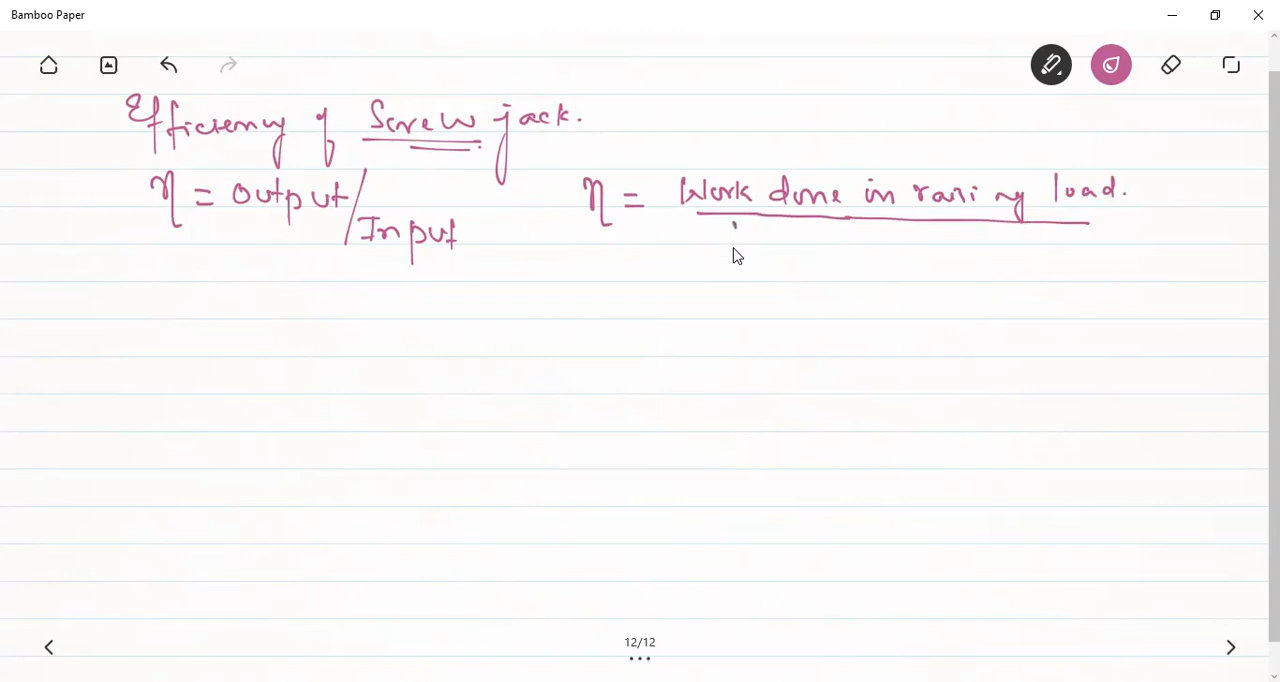 Bamboo Paper
Efficiency of Screw jack.
η = output/
Input
η = Work done in raising load.
12/12